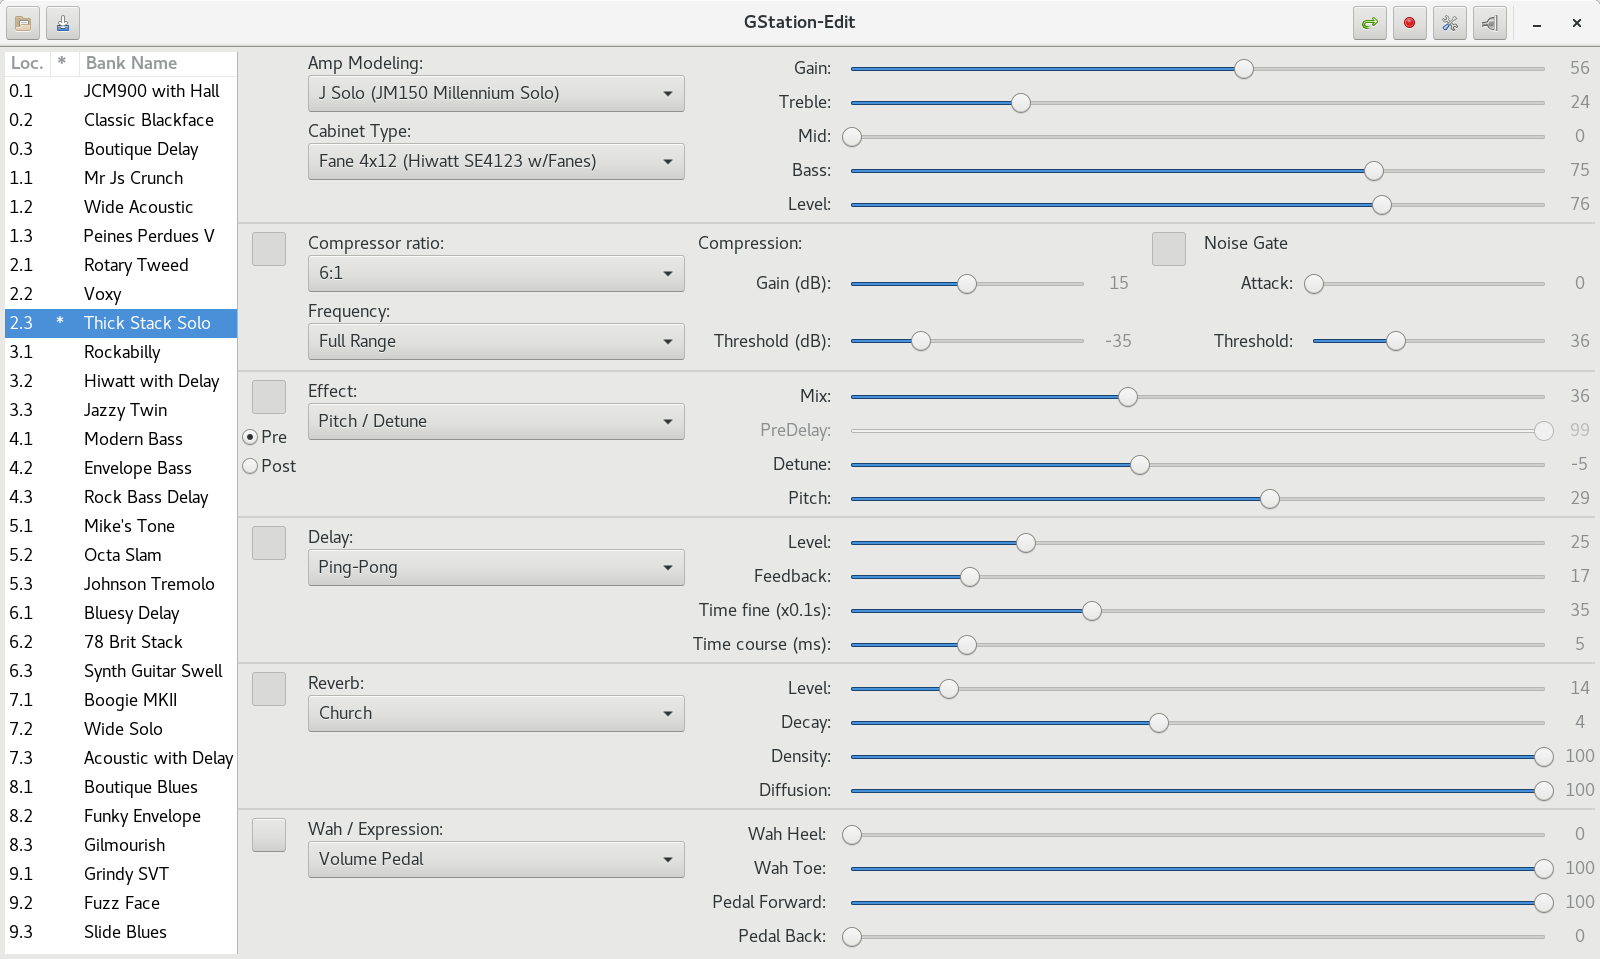 GStation-Edit
Loc. * Bank Name
0.1 JCM900 with Hall
0.2 Classic Blackface
0.3 Boutique Delay
1.1 Mr Js Crunch
1.2 Wide Acoustic
1.3 Peines Perdues V
2.1 Rotary Tweed
2.2 Voxy
2.3 * Thick Stack Solo
3.1 Rockabilly
3.2 Hiwatt with Delay
3.3 Jazzy Twin
4.1 Modern Bass
4.2 Envelope Bass
4.3 Rock Bass Delay
5.1 Mike's Tone
5.2 Octa Slam
5.3 Johnson Tremolo
6.1 Bluesy Delay
6.2 78 Brit Stack
6.3 Synth Guitar Swell
7.1 Boogie MKII
7.2 Wide Solo
7.3 Acoustic with Delay
8.1 Boutique Blues
8.2 Funky Envelope
8.3 Gilmourish
9.1 Grindy SVT
9.2 Fuzz Face
9.3 Slide Blues
Amp Modeling:
J Solo (JM150 Millennium Solo)
Cabinet Type:
Fane 4x12 (Hiwatt SE4123 w/Fanes)
Gain: 56
Treble: 24
Mid: 0
Bass: 75
Level: 76
Compressor ratio:
6:1
Frequency:
Full Range
Compression:
Gain (dB): 15
Threshold (dB): -35
Noise Gate
Attack: 0
Threshold: 36
Effect:
Pitch / Detune
Pre
Post
Mix: 36
PreDelay: 99
Detune: -5
Pitch: 29
Delay:
Ping-Pong
Level: 25
Feedback: 17
Time fine (x0.1s): 35
Time course (ms): 5
Reverb:
Church
Level: 14
Decay: 4
Density: 100
Diffusion: 100
Wah / Expression:
Volume Pedal
Wah Heel: 0
Wah Toe: 100
Pedal Forward: 100
Pedal Back: 0